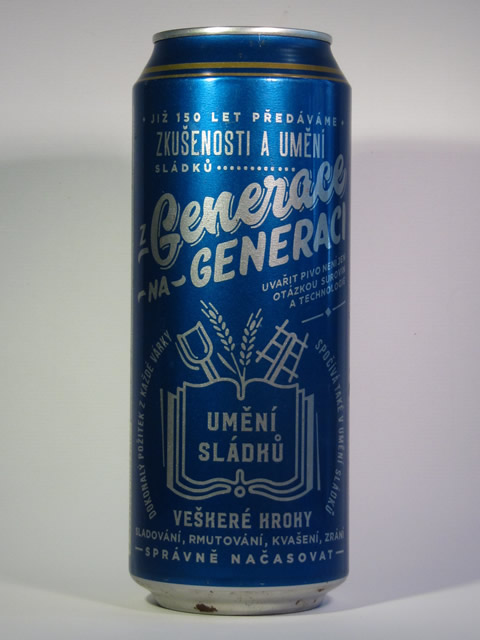 JIŽ 150 LET PŘEDÁVÁME
ZKUŠENOSTI A UMĚNÍ
SLÁDKŮ
Z Generace
NA GENERACI
UVAŘIT PIVO NENÍ JEN
OTÁZKOU SUROVIN
A TECHNOLOGIÍ
DOKONALÝ POŽITEK Z KAŽDÉ VÁRKY
SPOČÍVÁ TAKÉ V UMĚNÍ SLÁDKŮ
UMĚNÍ
SLÁDKŮ
VEŠKERÉ KROKY
SLADOVÁNÍ, RMUTOVÁNÍ, KVAŠENÍ, ZRÁNÍ
SPRÁVNĚ NAČASOVAT